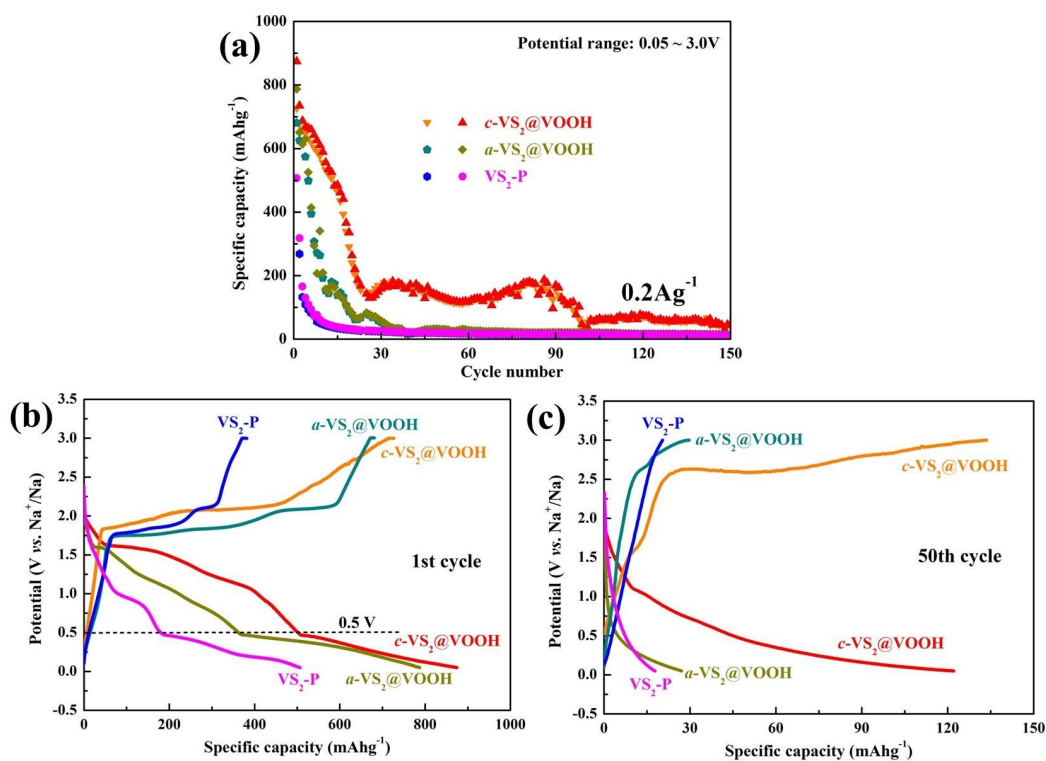 (a)
Potential range: 0.05 ~ 3.0V
1000
800
600
400
200
0
Specific capacity (mAhg⁻¹)
c-VS₂@VOOH
a-VS₂@VOOH
VS₂-P
0.2Ag⁻¹
0 30 60 90 120 150
Cycle number
(b)
3.5
3.0
2.5
2.0
1.5
1.0
0.5
0.0
-0.5
Potential (V vs. Na⁺/Na)
VS₂-P
a-VS₂@VOOH
c-VS₂@VOOH
1st cycle
0.5 V
c-VS₂@VOOH
VS₂-P
a-VS₂@VOOH
0 200 400 600 800 1000
Specific capacity (mAhg⁻¹)
(c)
3.5
3.0
2.5
2.0
1.5
1.0
0.5
0.0
-0.5
Potential (V vs. Na⁺/Na)
VS₂-P
a-VS₂@VOOH
c-VS₂@VOOH
50th cycle
c-VS₂@VOOH
a-VS₂@VOOH
VS₂-P
0 30 60 90 120 150
Specific capacity (mAhg⁻¹)